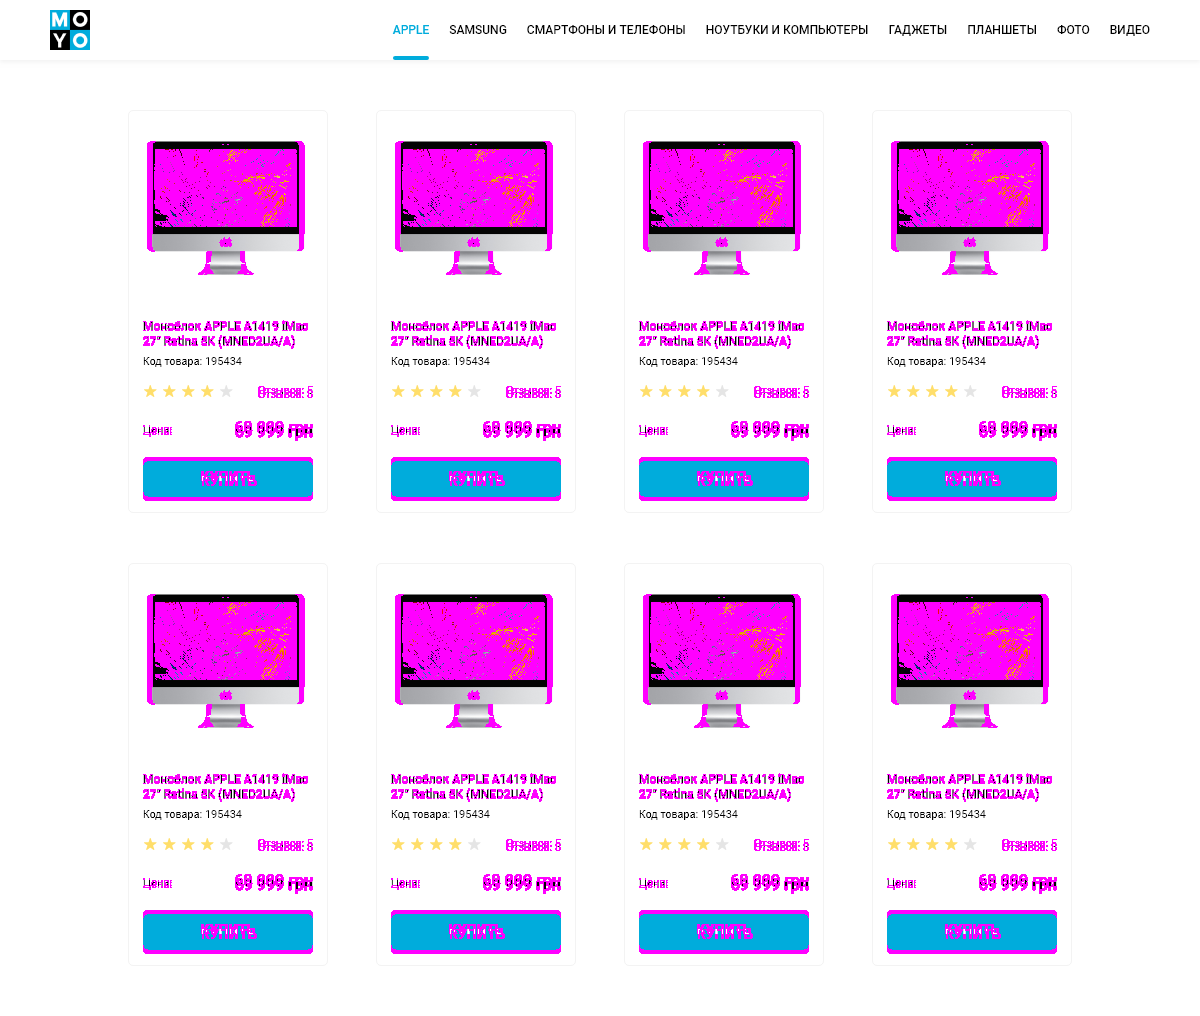 MO
YO
APPLE
SAMSUNG
СМАРТФОНЫ И ТЕЛЕФОНЫ
НОУТБУКИ И КОМПЬЮТЕРЫ
ГАДЖЕТЫ
ПЛАНШЕТЫ
ФОТО
ВИДЕО
Моноблок APPLE A1419 iMac
27" Retina 5K (MNED2UA/A)
Код товара: 195434
Отзывов: 5
Цена:
69 999 грн
КУПИТЬ
Моноблок APPLE A1419 iMac
27" Retina 5K (MNED2UA/A)
Код товара: 195434
Отзывов: 5
Цена:
69 999 грн
КУПИТЬ
Моноблок APPLE A1419 iMac
27" Retina 5K (MNED2UA/A)
Код товара: 195434
Отзывов: 5
Цена:
69 999 грн
КУПИТЬ
Моноблок APPLE A1419 iMac
27" Retina 5K (MNED2UA/A)
Код товара: 195434
Отзывов: 5
Цена:
69 999 грн
КУПИТЬ
Моноблок APPLE A1419 iMac
27" Retina 5K (MNED2UA/A)
Код товара: 195434
Отзывов: 5
Цена:
69 999 грн
КУПИТЬ
Моноблок APPLE A1419 iMac
27" Retina 5K (MNED2UA/A)
Код товара: 195434
Отзывов: 5
Цена:
69 999 грн
КУПИТЬ
Моноблок APPLE A1419 iMac
27" Retina 5K (MNED2UA/A)
Код товара: 195434
Отзывов: 5
Цена:
69 999 грн
КУПИТЬ
Моноблок APPLE A1419 iMac
27" Retina 5K (MNED2UA/A)
Код товара: 195434
Отзывов: 5
Цена:
69 999 грн
КУПИТЬ